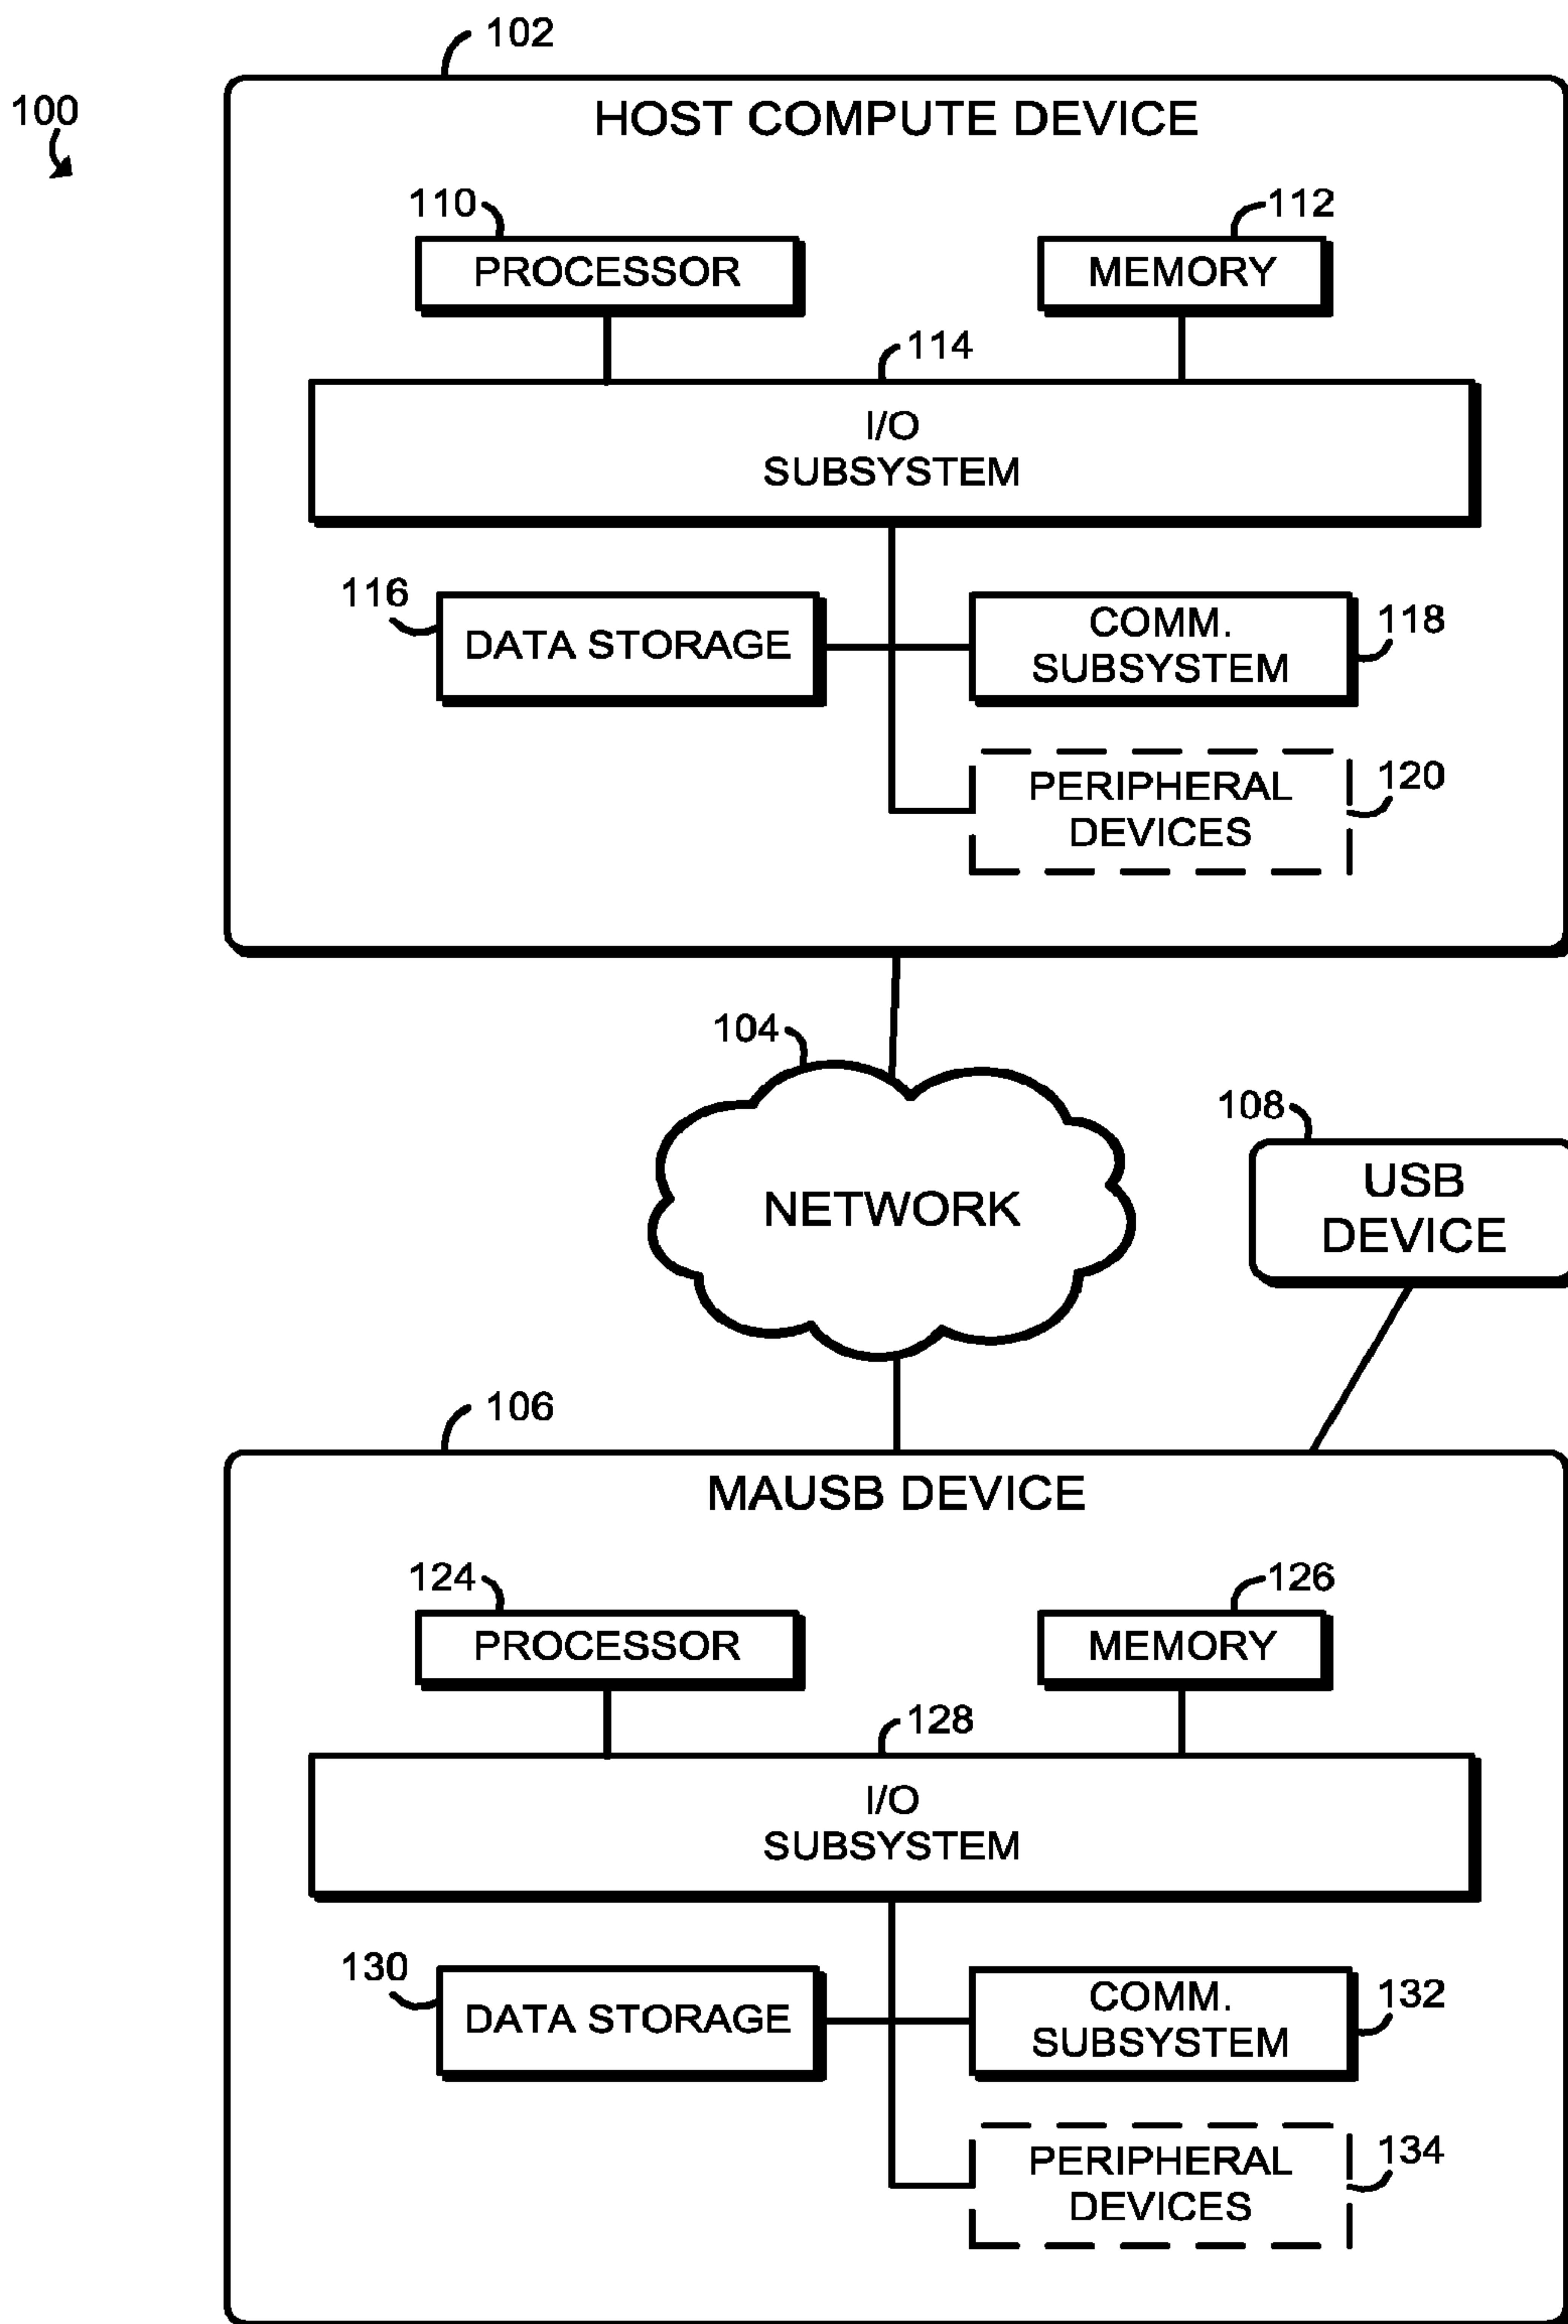 102
100
HOST COMPUTE DEVICE
110
112
PROCESSOR
MEMORY
114
I/O
SUBSYSTEM
116
DATA STORAGE
COMM.
SUBSYSTEM
118
PERIPHERAL
DEVICES
120
104
NETWORK
108
USB
DEVICE
106
MAUSB DEVICE
124
126
PROCESSOR
MEMORY
128
I/O
SUBSYSTEM
130
DATA STORAGE
COMM.
SUBSYSTEM
132
PERIPHERAL
DEVICES
134